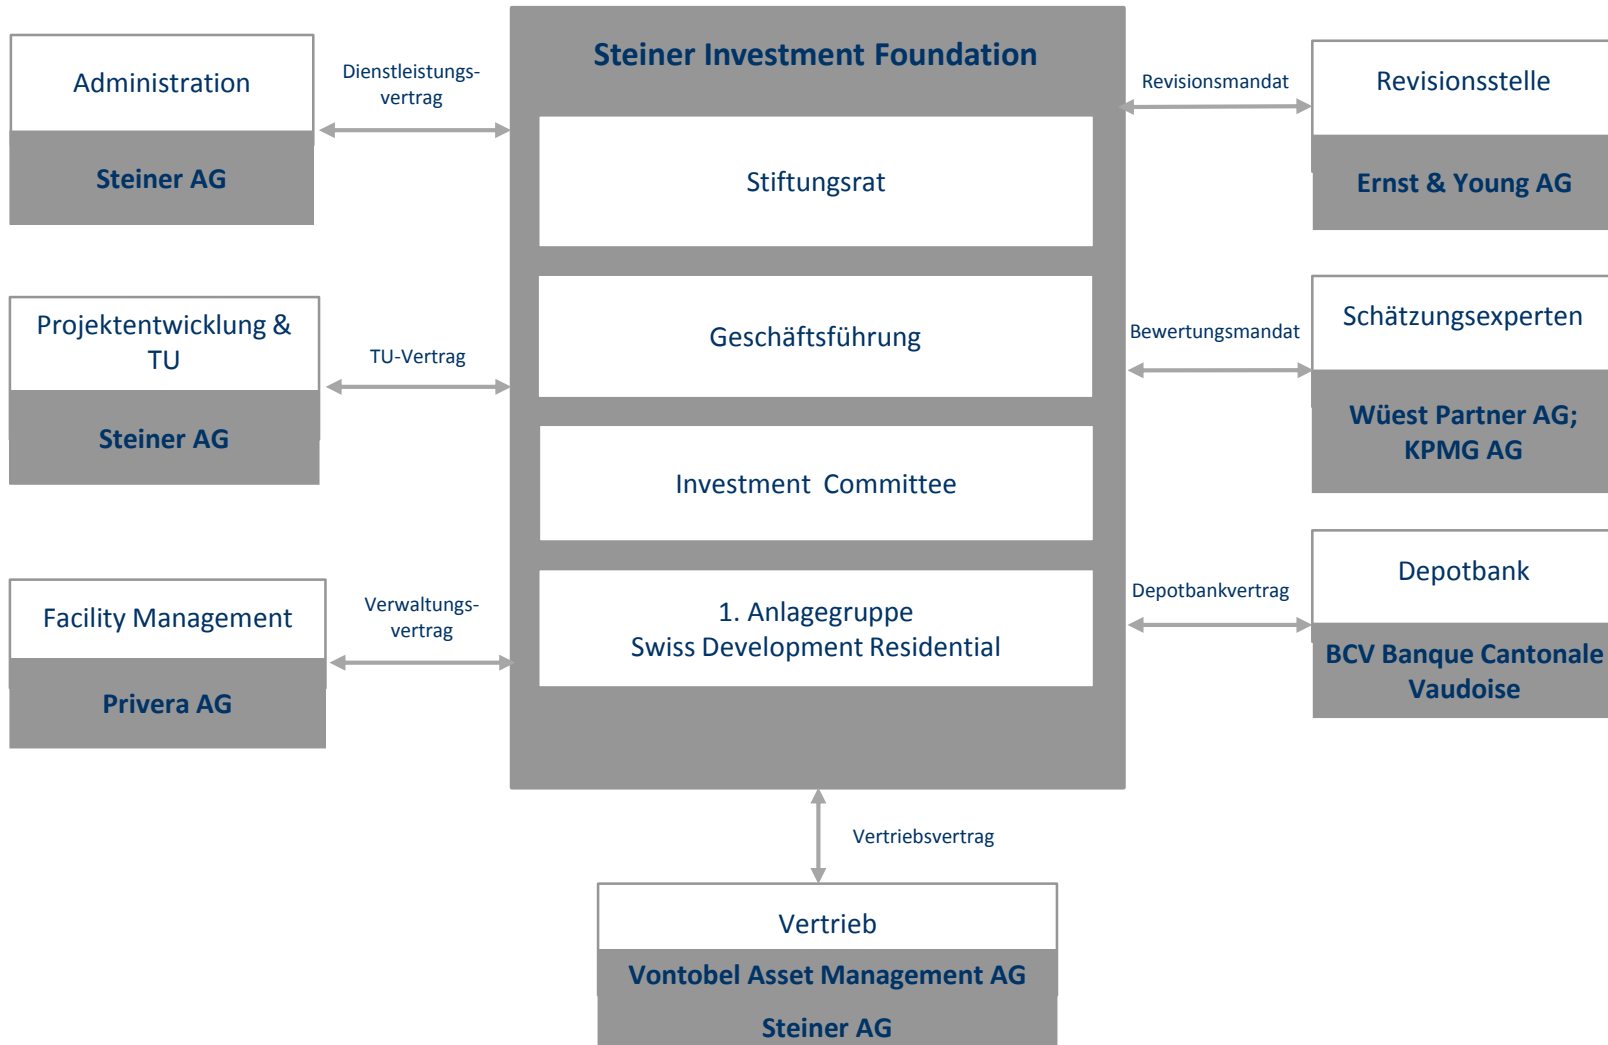 Steiner Investment Foundation
Stiftungsrat
Geschäftsführung
Investment Committee
1. Anlagegruppe
Swiss Development Residential
Administration
Steiner AG
Dienstleistungs-
vertrag
Projektentwicklung &
TU
Steiner AG
TU-Vertrag
Facility Management
Privera AG
Verwaltungs-
vertrag
Revisionsmandat
Revisionsstelle
Ernst & Young AG
Bewertungsmandat
Schätzungsexperten
Wüest Partner AG;
KPMG AG
Depotbankvertrag
Depotbank
BCV Banque Cantonale
Vaudoise
Vertriebsvertrag
Vertrieb
Vontobel Asset Management AG
Steiner AG